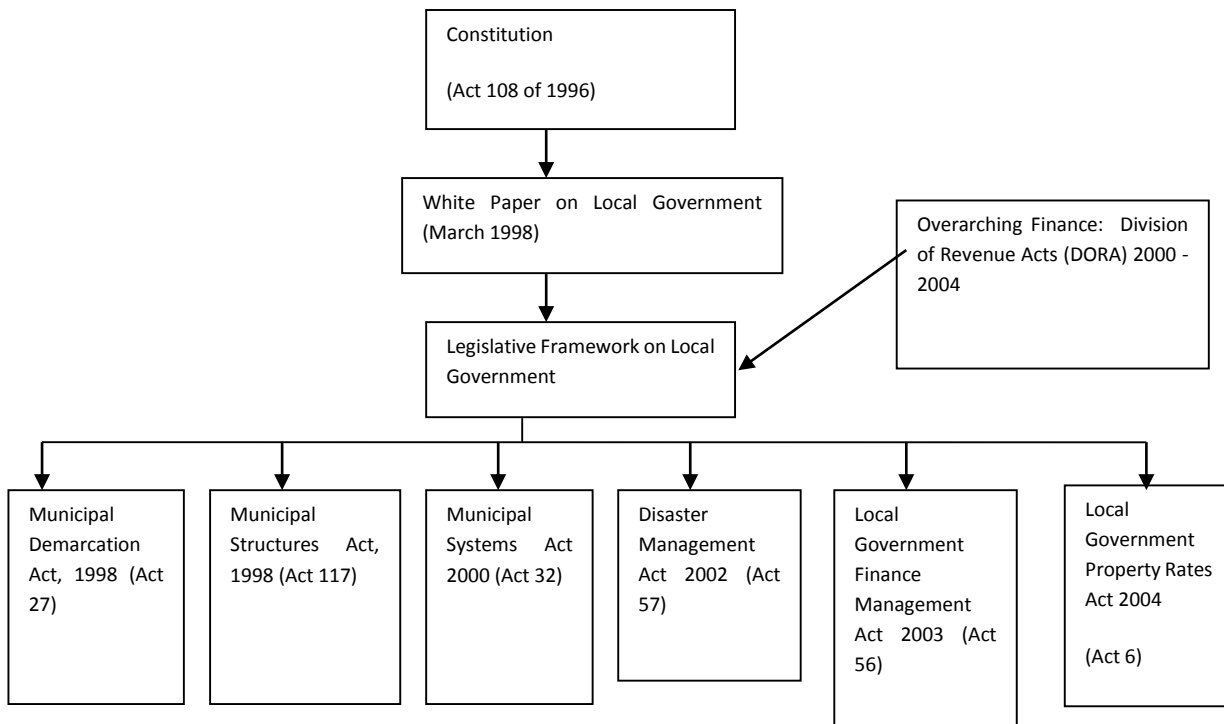 Constitution
(Act 108 of 1996)
White Paper on Local Government
(March 1998)
Overarching Finance: Division
of Revenue Acts (DORA) 2000 -
2004
Legislative Framework on Local
Government
Municipal
Demarcation
Act, 1998 (Act
27)
Municipal
Structures Act,
1998 (Act 117)
Municipal
Systems Act
2000 (Act 32)
Disaster
Management
Act 2002 (Act
57)
Local
Government
Finance
Management
Act 2003 (Act
56)
Local
Government
Property Rates
Act 2004
(Act 6)